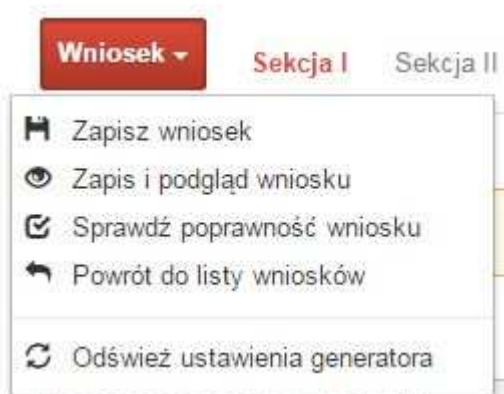 Wniosek Sekcja I Sekcja II
Zapisz wniosek
Zapis i podgląd wniosku
Sprawdź poprawność wniosku
Powrót do listy wniosków
Odśwież ustawienia generatora